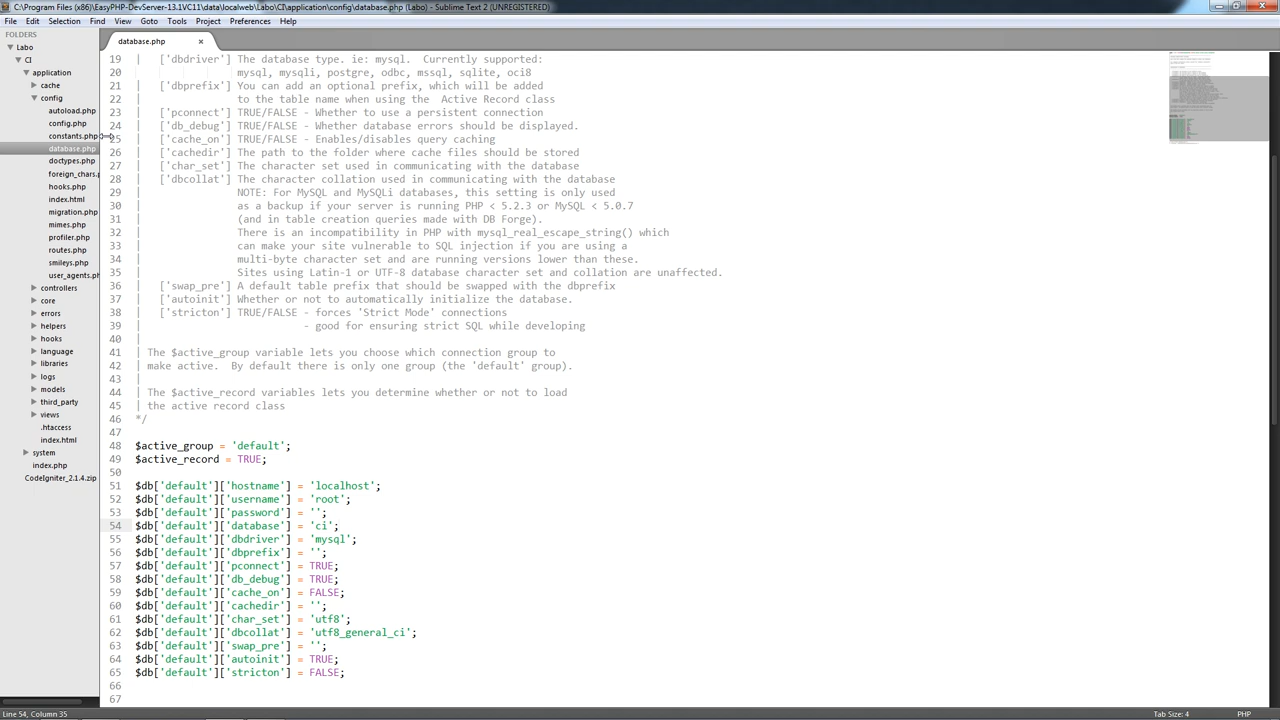 C:\Program Files (x86)\EasyPHP-DevServer-13.1VC11\data\localweb\Labo\CI\application\config\database.php (Labo) - Sublime Text 2 (UNREGISTERED)
File Edit Selection Find View Goto Tools Project Preferences Help
FOLDERS
Labo
CI
application
cache
config
autoload.php
config.php
constants.php
database.php
doctypes.php
foreign_chars.p
hooks.php
index.html
migration.php
mimes.php
profiler.php
routes.php
smileys.php
user_agents.ph
controllers
core
errors
helpers
hooks
language
libraries
logs
models
third_party
views
.htaccess
index.html
system
index.php
CodeIgniter_2.1.4.zip
database.php
19 | ['dbdriver'] The database type. ie: mysql.  Currently supported:
20 mysql, mysqli, postgre, odbc, mssql, sqlite, oci8
21 | ['dbprefix'] You can add an optional prefix, which will be added
22 | to the table name when using the  Active Record class
23 | ['pconnect'] TRUE/FALSE - Whether to use a persistent connection
24 | ['db_debug'] TRUE/FALSE - Whether database errors should be displayed.
25 | ['cache_on'] TRUE/FALSE - Enables/disables query caching
26 | ['cachedir'] The path to the folder where cache files should be stored
27 | ['char_set'] The character set used in communicating with the database
28 | ['dbcollat'] The character collation used in communicating with the database
29 | NOTE: For MySQL and MySQLi databases, this setting is only used
30 | as a backup if your server is running PHP < 5.2.3 or MySQL < 5.0.7
31 | (and in table creation queries made with DB Forge).
32 | There is an incompatibility in PHP with mysql_real_escape_string() which
33 | can make your site vulnerable to SQL injection if you are using a
34 | multi-byte character set and are running versions lower than these.
35 | Sites using Latin-1 or UTF-8 database character set and collation are unaffected.
36 | ['swap_pre'] A default table prefix that should be swapped with the dbprefix
37 | ['autoinit'] Whether or not to automatically initialize the database.
38 | ['stricton'] TRUE/FALSE - forces 'Strict Mode' connections
39 | - good for ensuring strict SQL while developing
40 |
41 | The $active_group variable lets you choose which connection group to
42 | make active.  By default there is only one group (the 'default' group).
43 |
44 | The $active_record variables lets you determine whether or not to load
45 | the active record class
46 */
47
48 $active_group = 'default';
49 $active_record = TRUE;
50
51 $db['default']['hostname'] = 'localhost';
52 $db['default']['username'] = 'root';
53 $db['default']['password'] = '';
54 $db['default']['database'] = 'ci';
55 $db['default']['dbdriver'] = 'mysql';
56 $db['default']['dbprefix'] = '';
57 $db['default']['pconnect'] = TRUE;
58 $db['default']['db_debug'] = TRUE;
59 $db['default']['cache_on'] = FALSE;
60 $db['default']['cachedir'] = '';
61 $db['default']['char_set'] = 'utf8';
62 $db['default']['dbcollat'] = 'utf8_general_ci';
63 $db['default']['swap_pre'] = '';
64 $db['default']['autoinit'] = TRUE;
65 $db['default']['stricton'] = FALSE;
66
67
Line 54, Column 35
Tab Size: 4
PHP